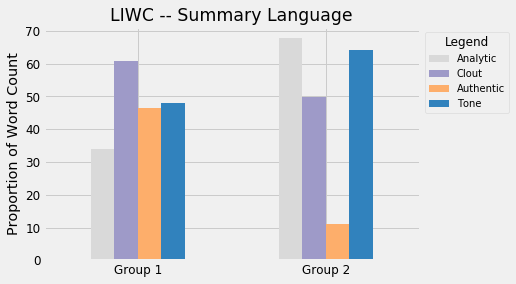 LIWC -- Summary Language
Proportion of Word Count
70
60
50
40
30
20
10
0
Group 1
Group 2
Legend
Analytic
Clout
Authentic
Tone